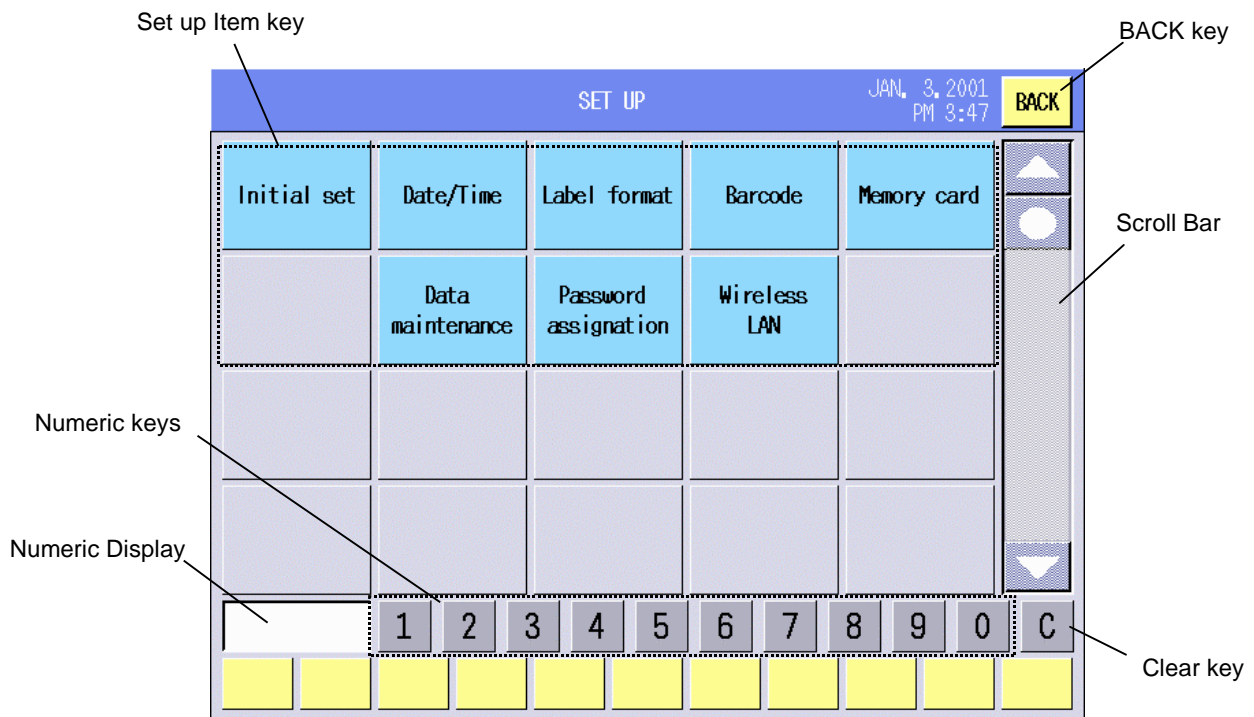 Set up Item key
BACK key
SET UP
JAN. 3.2001
PM 3:47
BACK
Initial set
Date/Time
Label format
Barcode
Memory card
Scroll Bar
Data
maintenance
Password
assignation
Wireless
LAN
Numeric keys
Numeric Display
1 2 3 4 5 6 7 8 9 0 C
Clear key